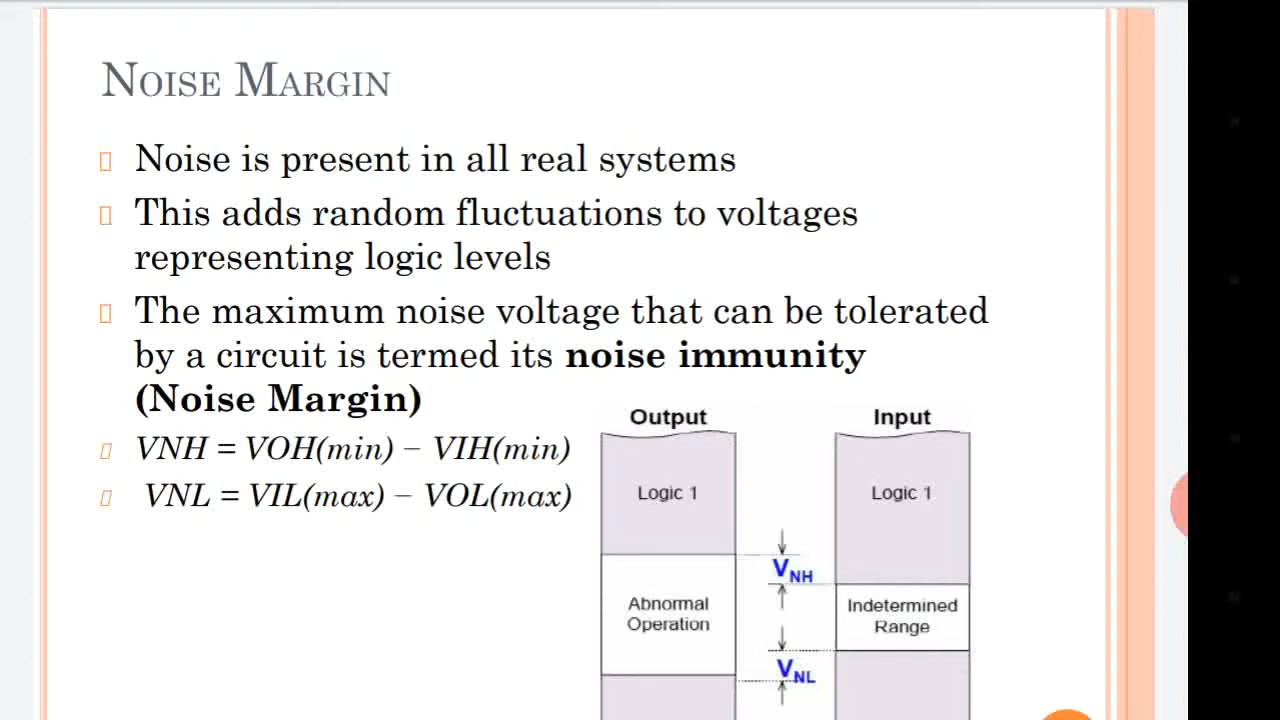 NOISE MARGIN
Noise is present in all real systems
This adds random fluctuations to voltages
representing logic levels
The maximum noise voltage that can be tolerated
by a circuit is termed its noise immunity
(Noise Margin)
VNH = VOH(min) – VIH(min)
VNL = VIL(max) – VOL(max)
Output
Input
Logic 1
Logic 1
VNH
Abnormal
Operation
Indetermined
Range
VNL